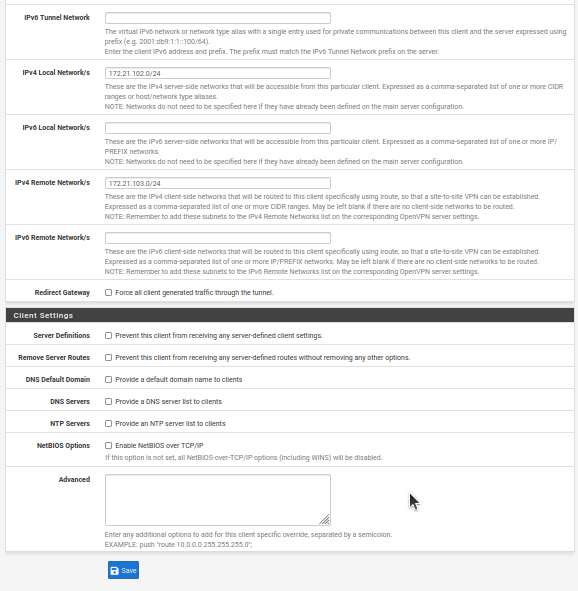 IPv6 Tunnel Network
The virtual IPv6 network or network type alias with a single entry used for private communications between this client and the server expressed using
prefix (e.g. 2001:db9:1:1::100/64).
Enter the client IPv6 address and prefix. The prefix must match the IPv6 Tunnel Network prefix on the server.
IPv4 Local Network/s
172.21.102.0/24
These are the IPv4 server-side networks that will be accessible from this particular client. Expressed as a comma-separated list of one or more CIDR
ranges or host/network type aliases.
NOTE: Networks do not need to be specified here if they have already been defined on the main server configuration.
IPv6 Local Network/s
These are the IPv6 server-side networks that will be accessible from this particular client. Expressed as a comma-separated list of one or more IP/
PREFIX networks.
NOTE: Networks do not need to be specified here if they have already been defined on the main server configuration.
IPv4 Remote Network/s
172.21.103.0/24
These are the IPv4 client-side networks that will be routed to this client specifically using iroute, so that a site-to-site VPN can be established.
Expressed as a comma-separated list of one or more CIDR ranges. May be left blank if there are no client-side networks to be routed.
NOTE: Remember to add these subnets to the IPv4 Remote Networks list on the corresponding OpenVPN server settings.
IPv6 Remote Network/s
These are the IPv6 client-side networks that will be routed to this client specifically using iroute, so that a site-to-site VPN can be established.
Expressed as a comma-separated list of one or more IP/PREFIX networks. May be left blank if there are no client-side networks to be routed.
NOTE: Remember to add these subnets to the IPv6 Remote Networks list on the corresponding OpenVPN server settings.
Redirect Gateway
Force all client generated traffic through the tunnel.
Client Settings
Server Definitions
Prevent this client from receiving any server-defined client settings.
Remove Server Routes
Prevent this client from receiving any server-defined routes without removing any other options.
DNS Default Domain
Provide a default domain name to clients
DNS Servers
Provide a DNS server list to clients
NTP Servers
Provide an NTP server list to clients
NetBIOS Options
Enable NetBIOS over TCP/IP
If this option is not set, all NetBIOS-over-TCP/IP options (including WINS) will be disabled.
Advanced
Enter any additional options to add for this client specific override, separated by a semicolon.
EXAMPLE: push "route 10.0.0.0 255.255.255.0";
Save